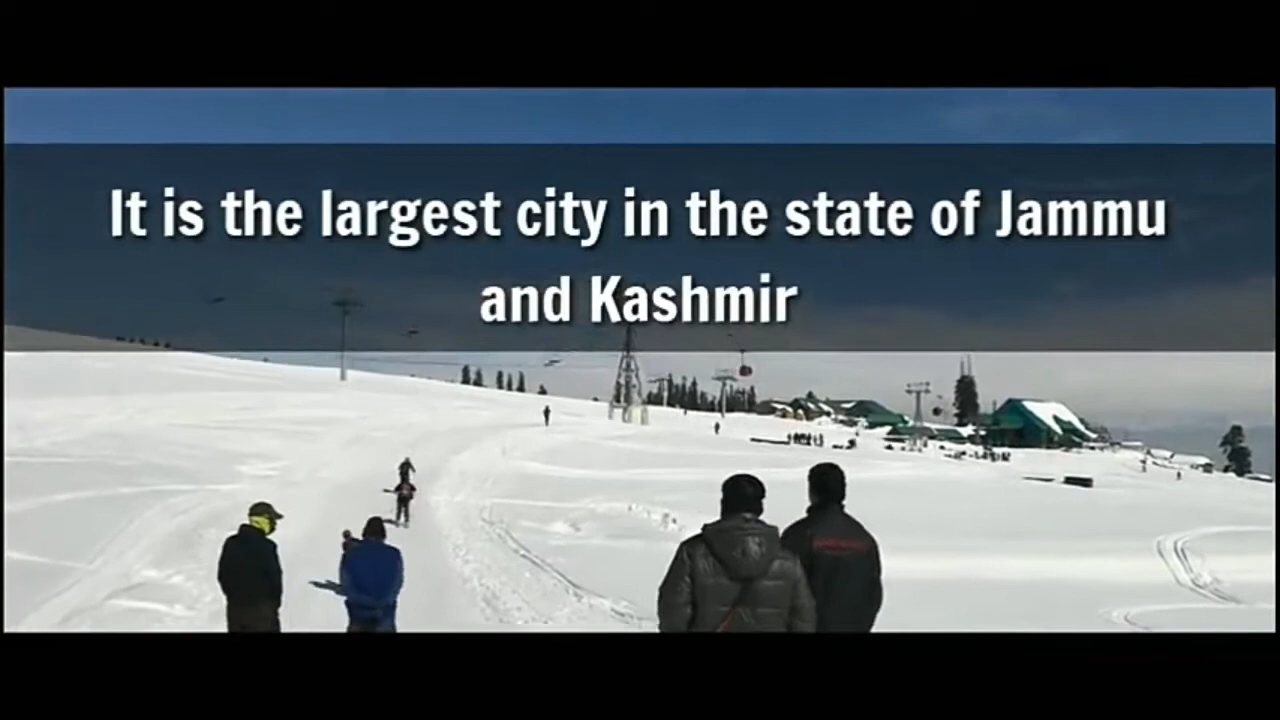 It is the largest city in the state of Jammu
and Kashmir